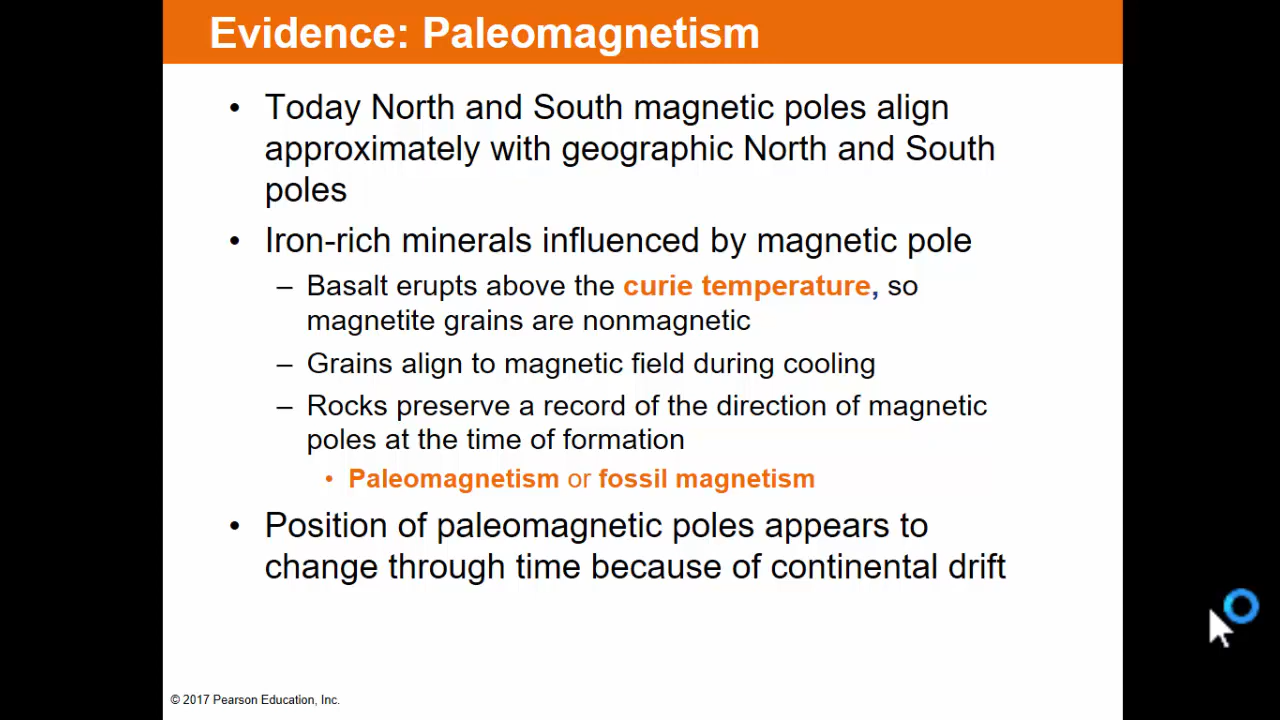 Evidence: Paleomagnetism
• Today North and South magnetic poles align
approximately with geographic North and South
poles
• Iron-rich minerals influenced by magnetic pole
– Basalt erupts above the curie temperature, so
magnetite grains are nonmagnetic
– Grains align to magnetic field during cooling
– Rocks preserve a record of the direction of magnetic
poles at the time of formation
• Paleomagnetism or fossil magnetism
• Position of paleomagnetic poles appears to
change through time because of continental drift
© 2017 Pearson Education, Inc.